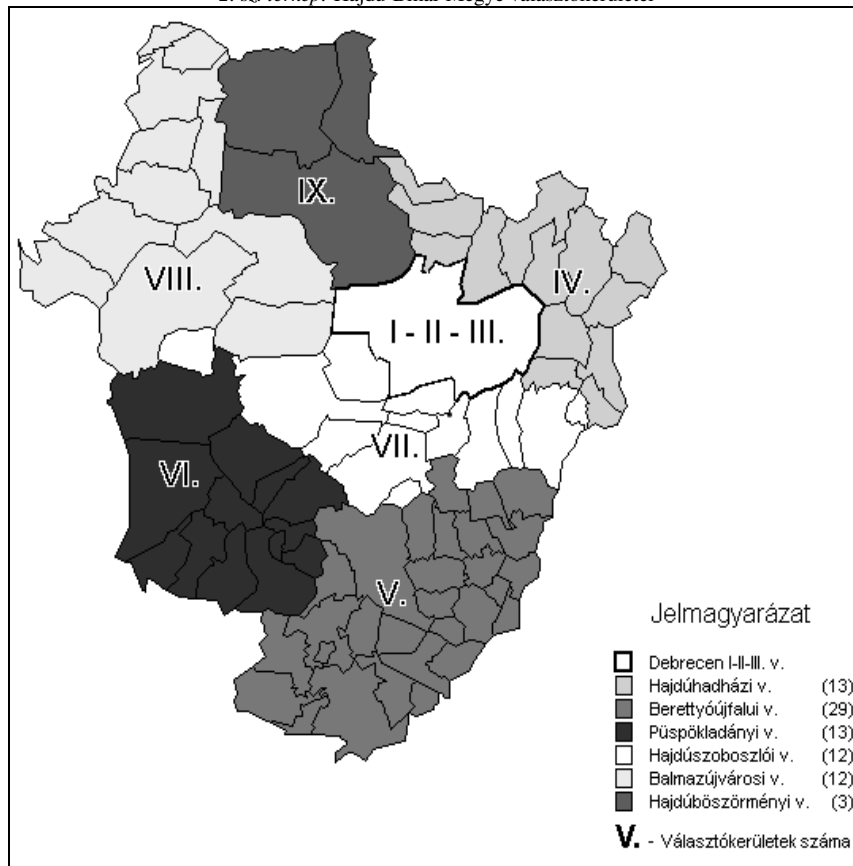 IX.
VIII.
IV.
I - II - III.
VII.
VI.
V.
Jelmagyarázat
Debrecen I-II-III. v.
Hajdúhadházi v. (13)
Berettyóújfalui v. (29)
Püspökladányi v. (13)
Hajdúszoboszlói v. (12)
Balmazújvárosi v. (12)
Hajdúböszörményi v. (3)
V. - Választókerületek száma